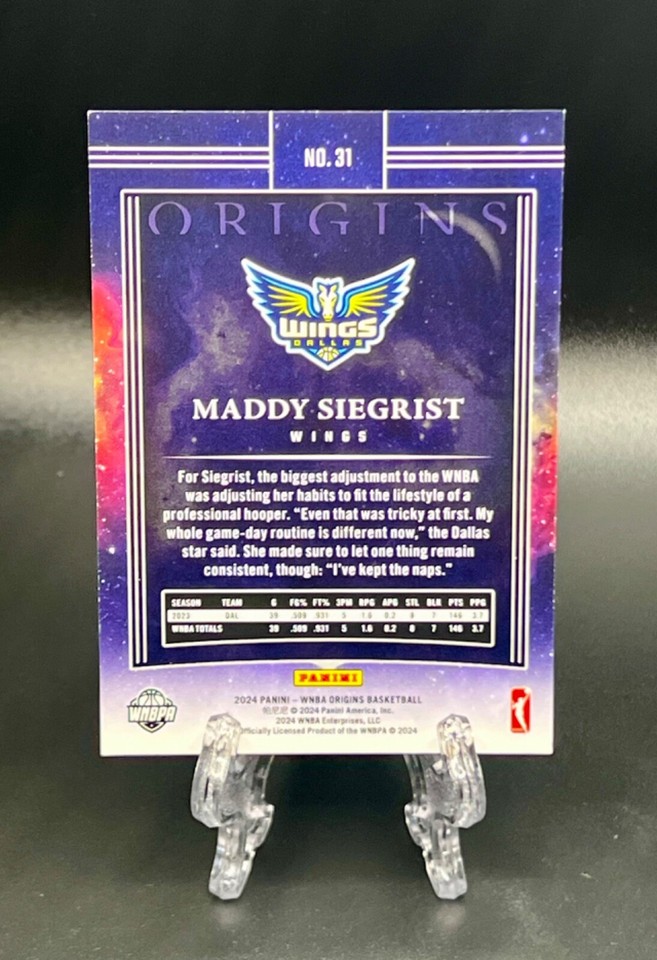 NO. 31
ORIGINS
WINGS
DALLAS
MADDY SIEGRIST
WINGS
For Siegrist, the biggest adjustment to the WNBA
was adjusting her habits to fit the lifestyle of a
professional hooper. “Even that was tricky at first. My
whole game-day routine is different now,” the Dallas
star said. She made sure to let one thing remain
consistent, though: “I’ve kept the naps.”
SEASON TEAM G FG% FT% 3PM RPG APG STL BLK PTS PPG
2023 DAL 39 .509 .931 5 1.6 0.2 8 7 146 3.7
WNBA TOTALS 39 .509 .931 5 1.6 0.2 8 7 146 3.7
PANINI
WNBPA
2024 PANINI – WNBA ORIGINS BASKETBALL
帕尼尼 © 2024 Panini America, Inc.
2024 WNBA Enterprises, LLC
Officially Licensed Product of the WNBPA © 2024